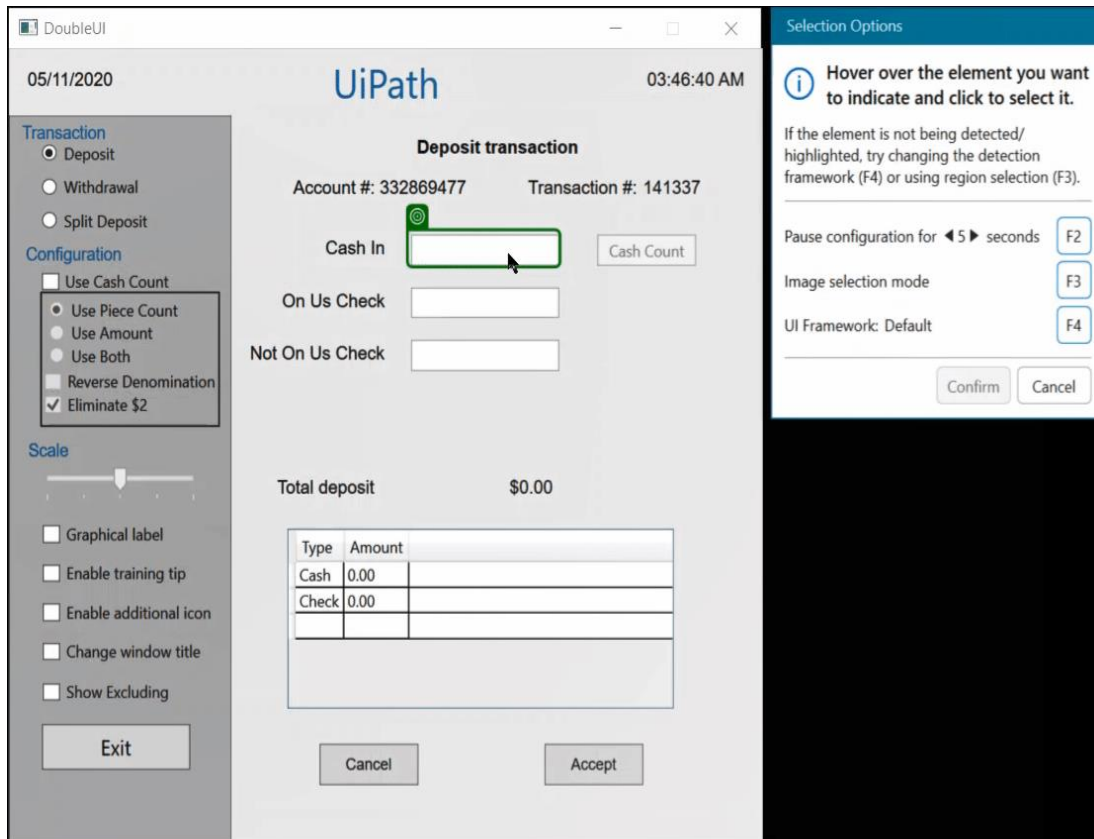 DoubleUI
05/11/2020
UiPath
03:46:40 AM
Transaction
Deposit
Withdrawal
Split Deposit
Configuration
Use Cash Count
Use Piece Count
Use Amount
Use Both
Reverse Denomination
Eliminate $2
Scale
Graphical label
Enable training tip
Enable additional icon
Change window title
Show Excluding
Exit
Deposit transaction
Account #: 332869477 Transaction #: 141337
Cash In
Cash Count
On Us Check
Not On Us Check
Total deposit $0.00
Type Amount
Cash 0.00
Check 0.00
Cancel
Accept
Selection Options
Hover over the element you want
to indicate and click to select it.
If the element is not being detected/
highlighted, try changing the detection
framework (F4) or using region selection (F3).
Pause configuration for 5 seconds F2
Image selection mode F3
UI Framework: Default F4
Confirm Cancel